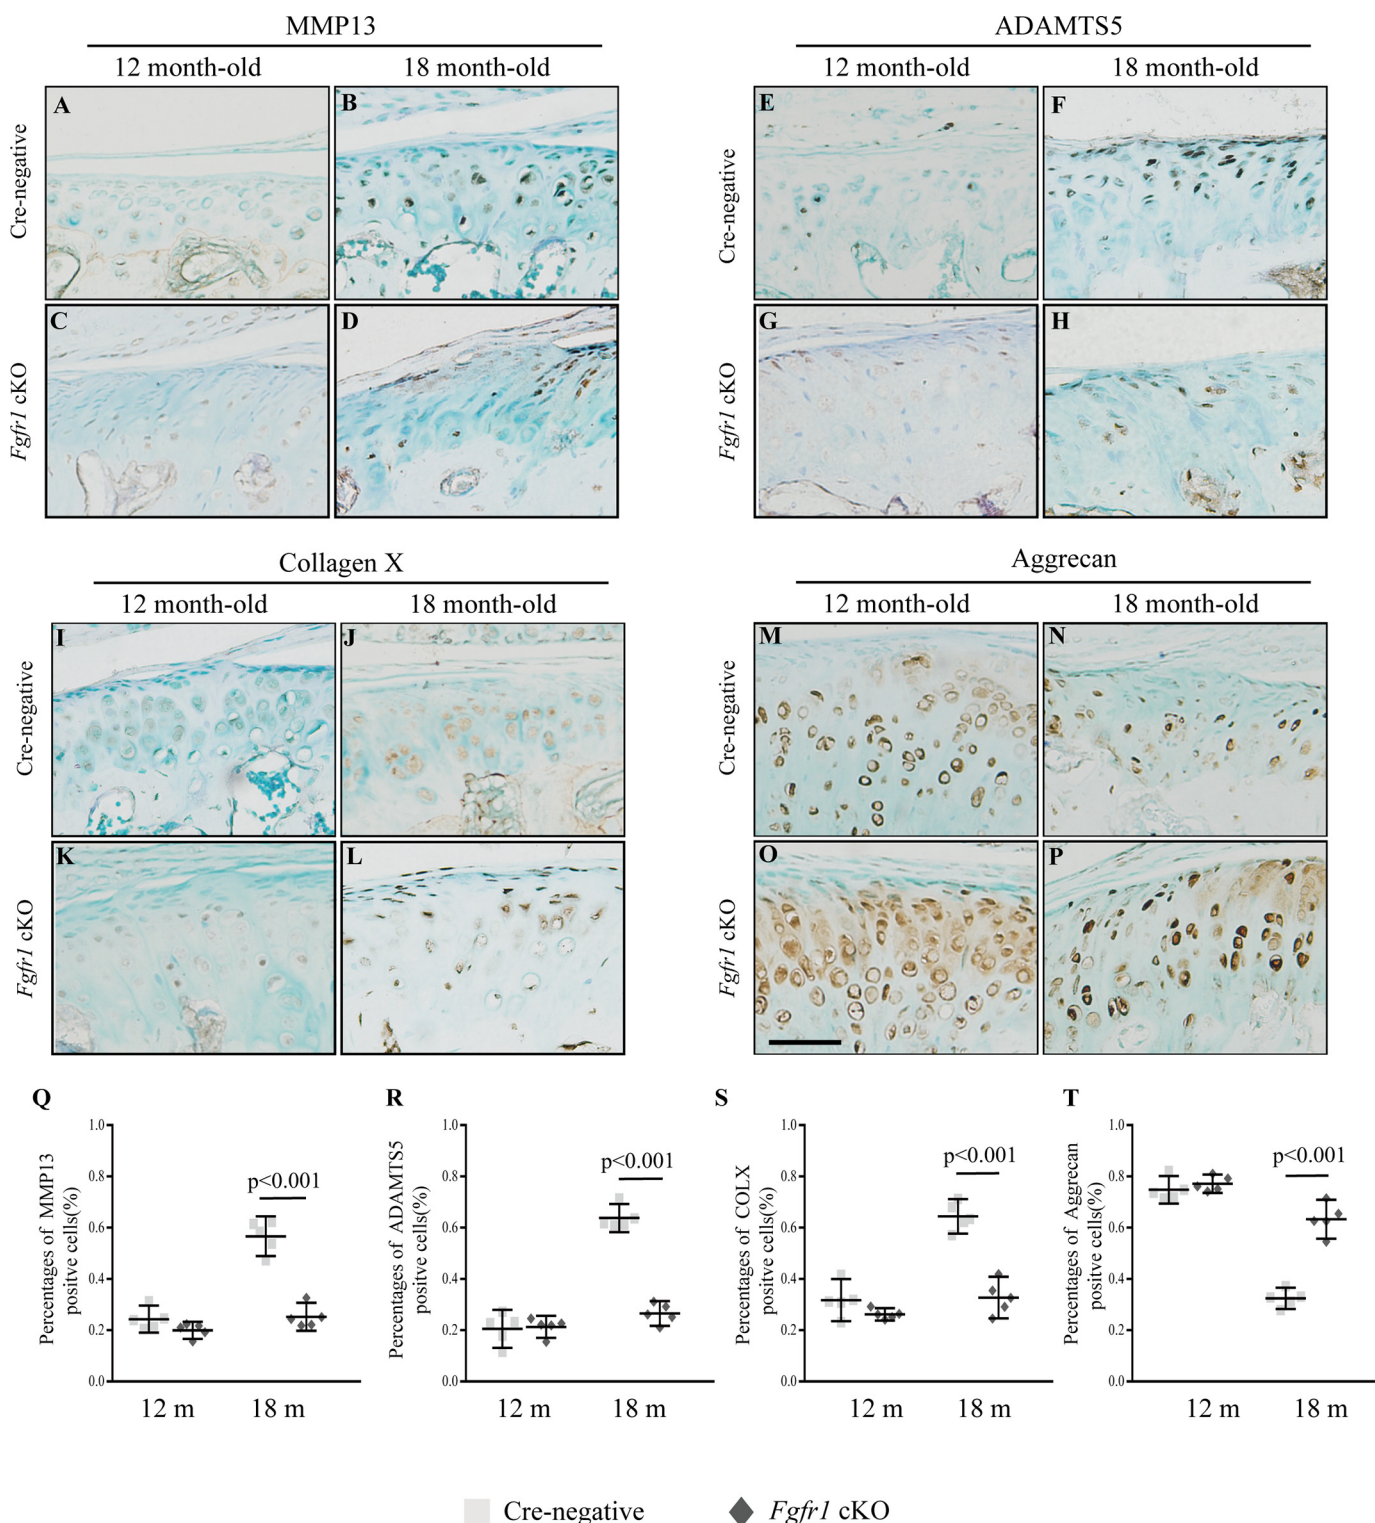 MMP13
12 month-old 18 month-old
Cre-negative
A
B
Fgfr1 cKO
C
D
ADAMTS5
12 month-old 18 month-old
Cre-negative
E
F
Fgfr1 cKO
G
H
Collagen X
12 month-old 18 month-old
Cre-negative
I
J
Fgfr1 cKO
K
L
Aggrecan
12 month-old 18 month-old
Cre-negative
M
N
Fgfr1 cKO
O
P
Q
Percentages of MMP13
positve cells(%)
1.0
0.8
0.6
0.4
0.2
0.0
p<0.001
12 m 18 m
R
Percentages of ADAMTS5
positve cells(%)
1.0
0.8
0.6
0.4
0.2
0.0
p<0.001
12 m 18 m
S
Percentages of COLX
positve cells(%)
1.0
0.8
0.6
0.4
0.2
0.0
p<0.001
12 m 18 m
T
Percentages of Aggrecan
positve cells(%)
1.0
0.8
0.6
0.4
0.2
0.0
p<0.001
12 m 18 m
Cre-negative
Fgfr1 cKO